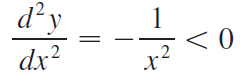 d²y/dx² = −1/x² < 0